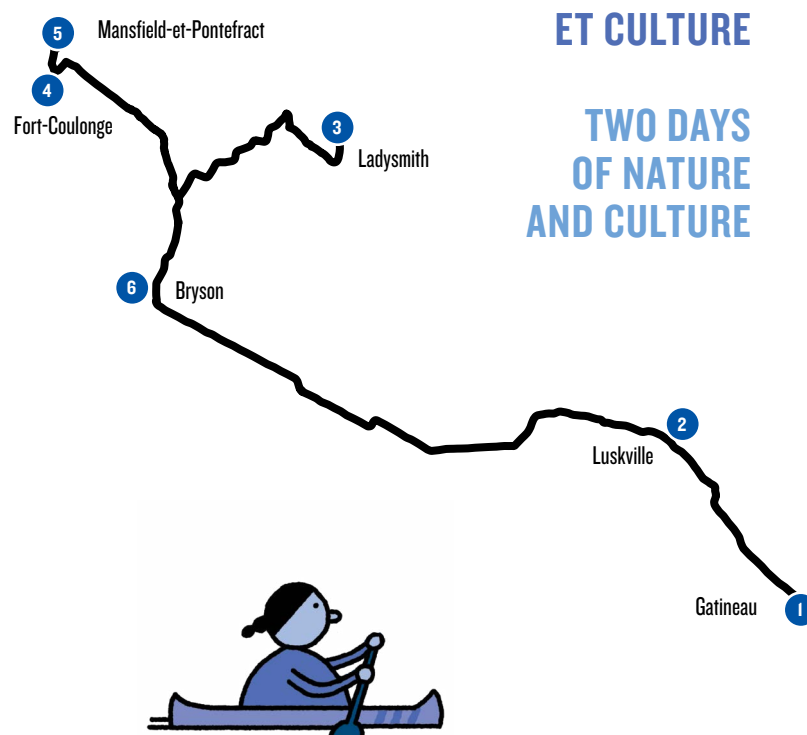 ET CULTURE
TWO DAYS
OF NATURE
AND CULTURE
5 Mansfield-et-Pontefract
4
Fort-Coulonge
3
Ladysmith
6 Bryson
2
Luskville
Gatineau 1